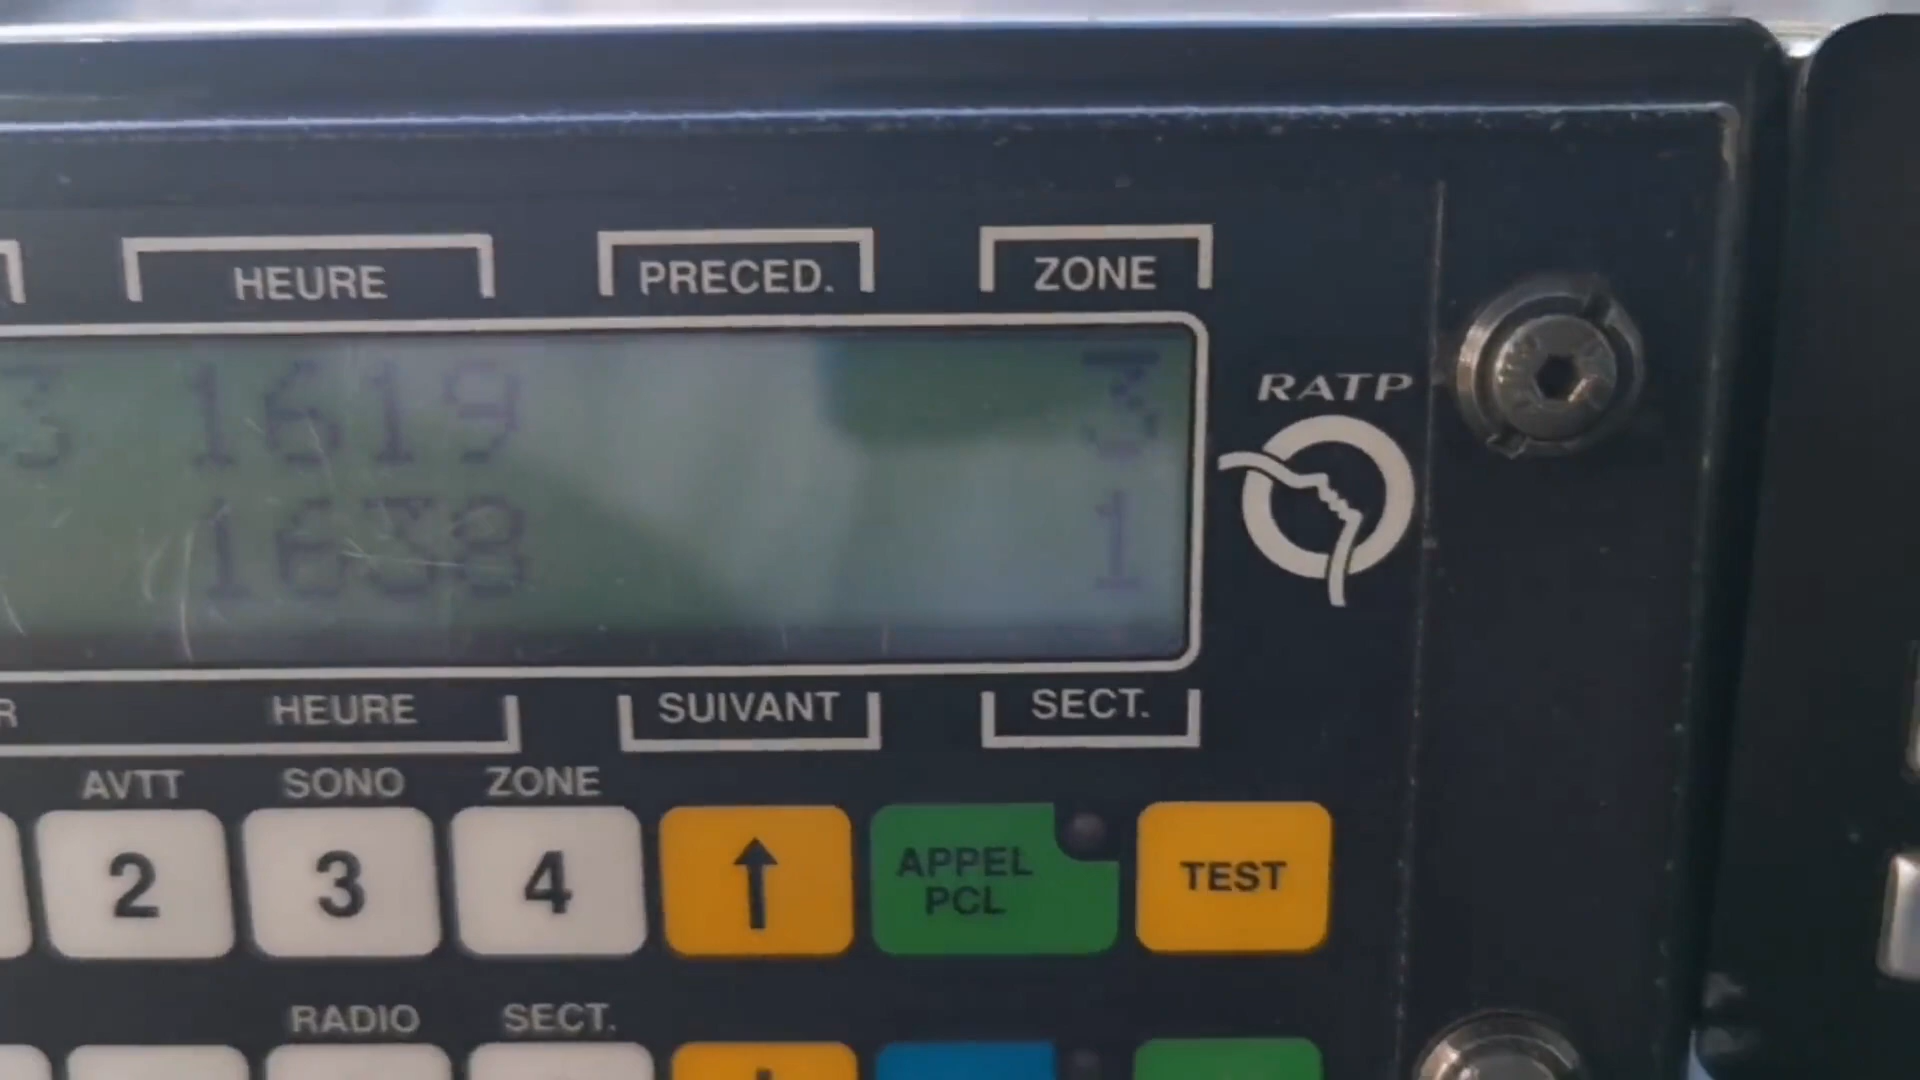 HEURE PRECED. ZONE
3 1619 3
1638 1
RATP
R HEURE SUIVANT SECT.
AVTT SONO ZONE
2 3 4 ↑ APPEL PCL TEST
RADIO SECT.